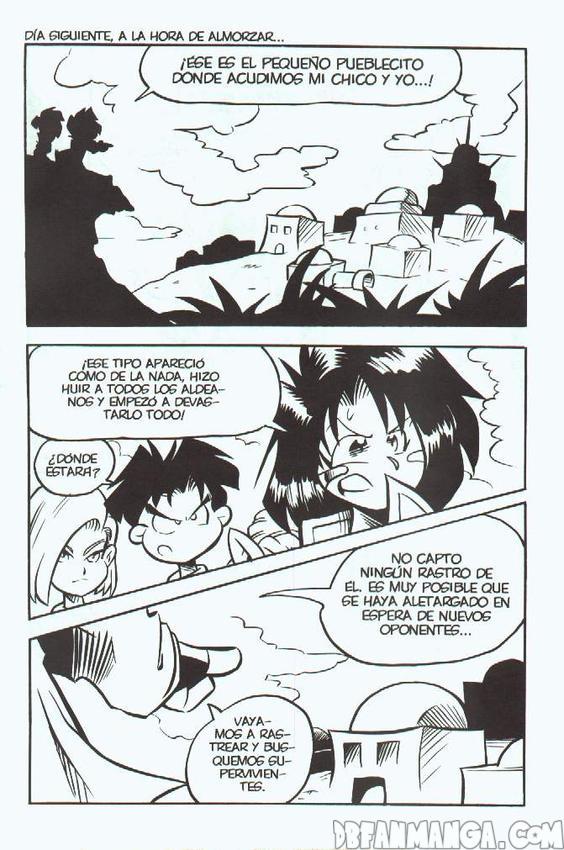 DÍA SIGUIENTE, A LA HORA DE ALMORZAR...
¡ESE ES EL PEQUEÑO PUEBLECITO
DONDE ACUDIMOS MI CHICO Y YO...!
¡ESE TIPO APARECIÓ
COMO DE LA NADA, HIZO
HUIR A TODOS LOS ALDEA-
NOS Y EMPEZÓ A DEVAS-
TARLO TODO!
¿DÓNDE
ESTARÁ?
NO CAPTO
NINGÚN RASTRO DE
EL. ES MUY POSIBLE QUE
SE HAYA ALETARGADO EN
ESPERA DE NUEVOS
OPONENTES...
VAYA-
MOS A RAS-
TREAR Y BUS-
QUEMOS SU-
PERVIVIEN-
TES.
DBFANMANGA.COM